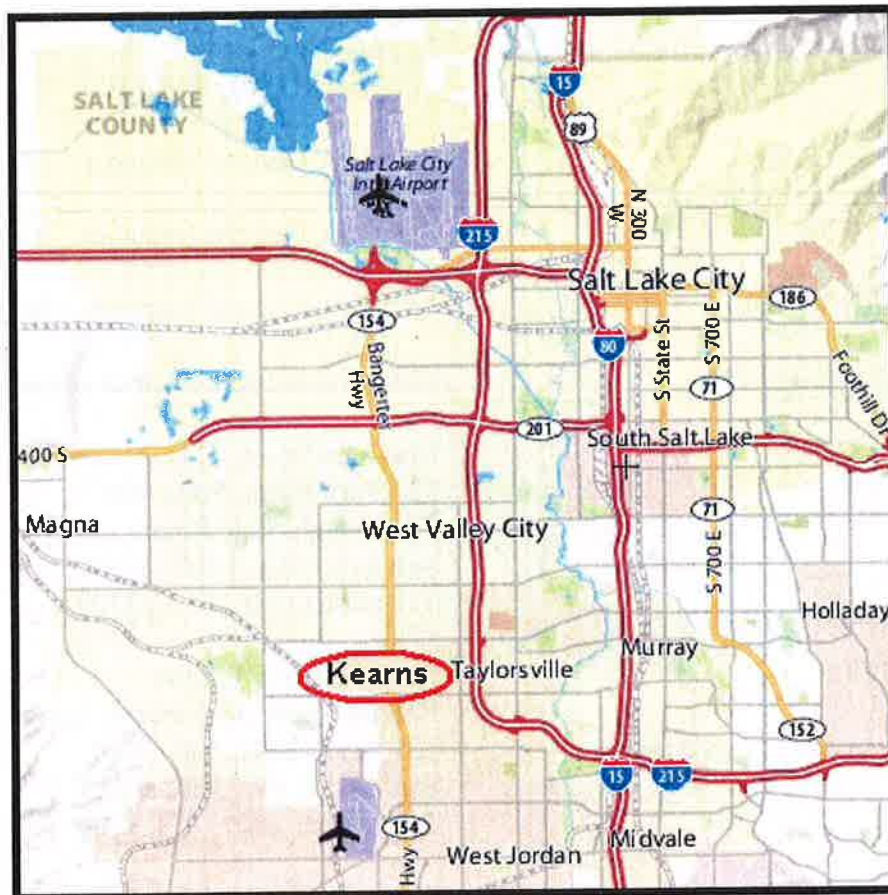 SALT LAKE
COUNTY
15
89
Salt Lake City
Int'l Airport
N 300
W
215
Salt Lake City
186
154
Bangerter
Hwy
80
S State St
S 700 E
71
Foothill Dr
201
South Salt Lake
400 S
Magna
West Valley City
71
S 700 E
Holladay
Murray
Kearns
Taylorsville
152
15
215
154
Hwy
Midvale
West Jordan